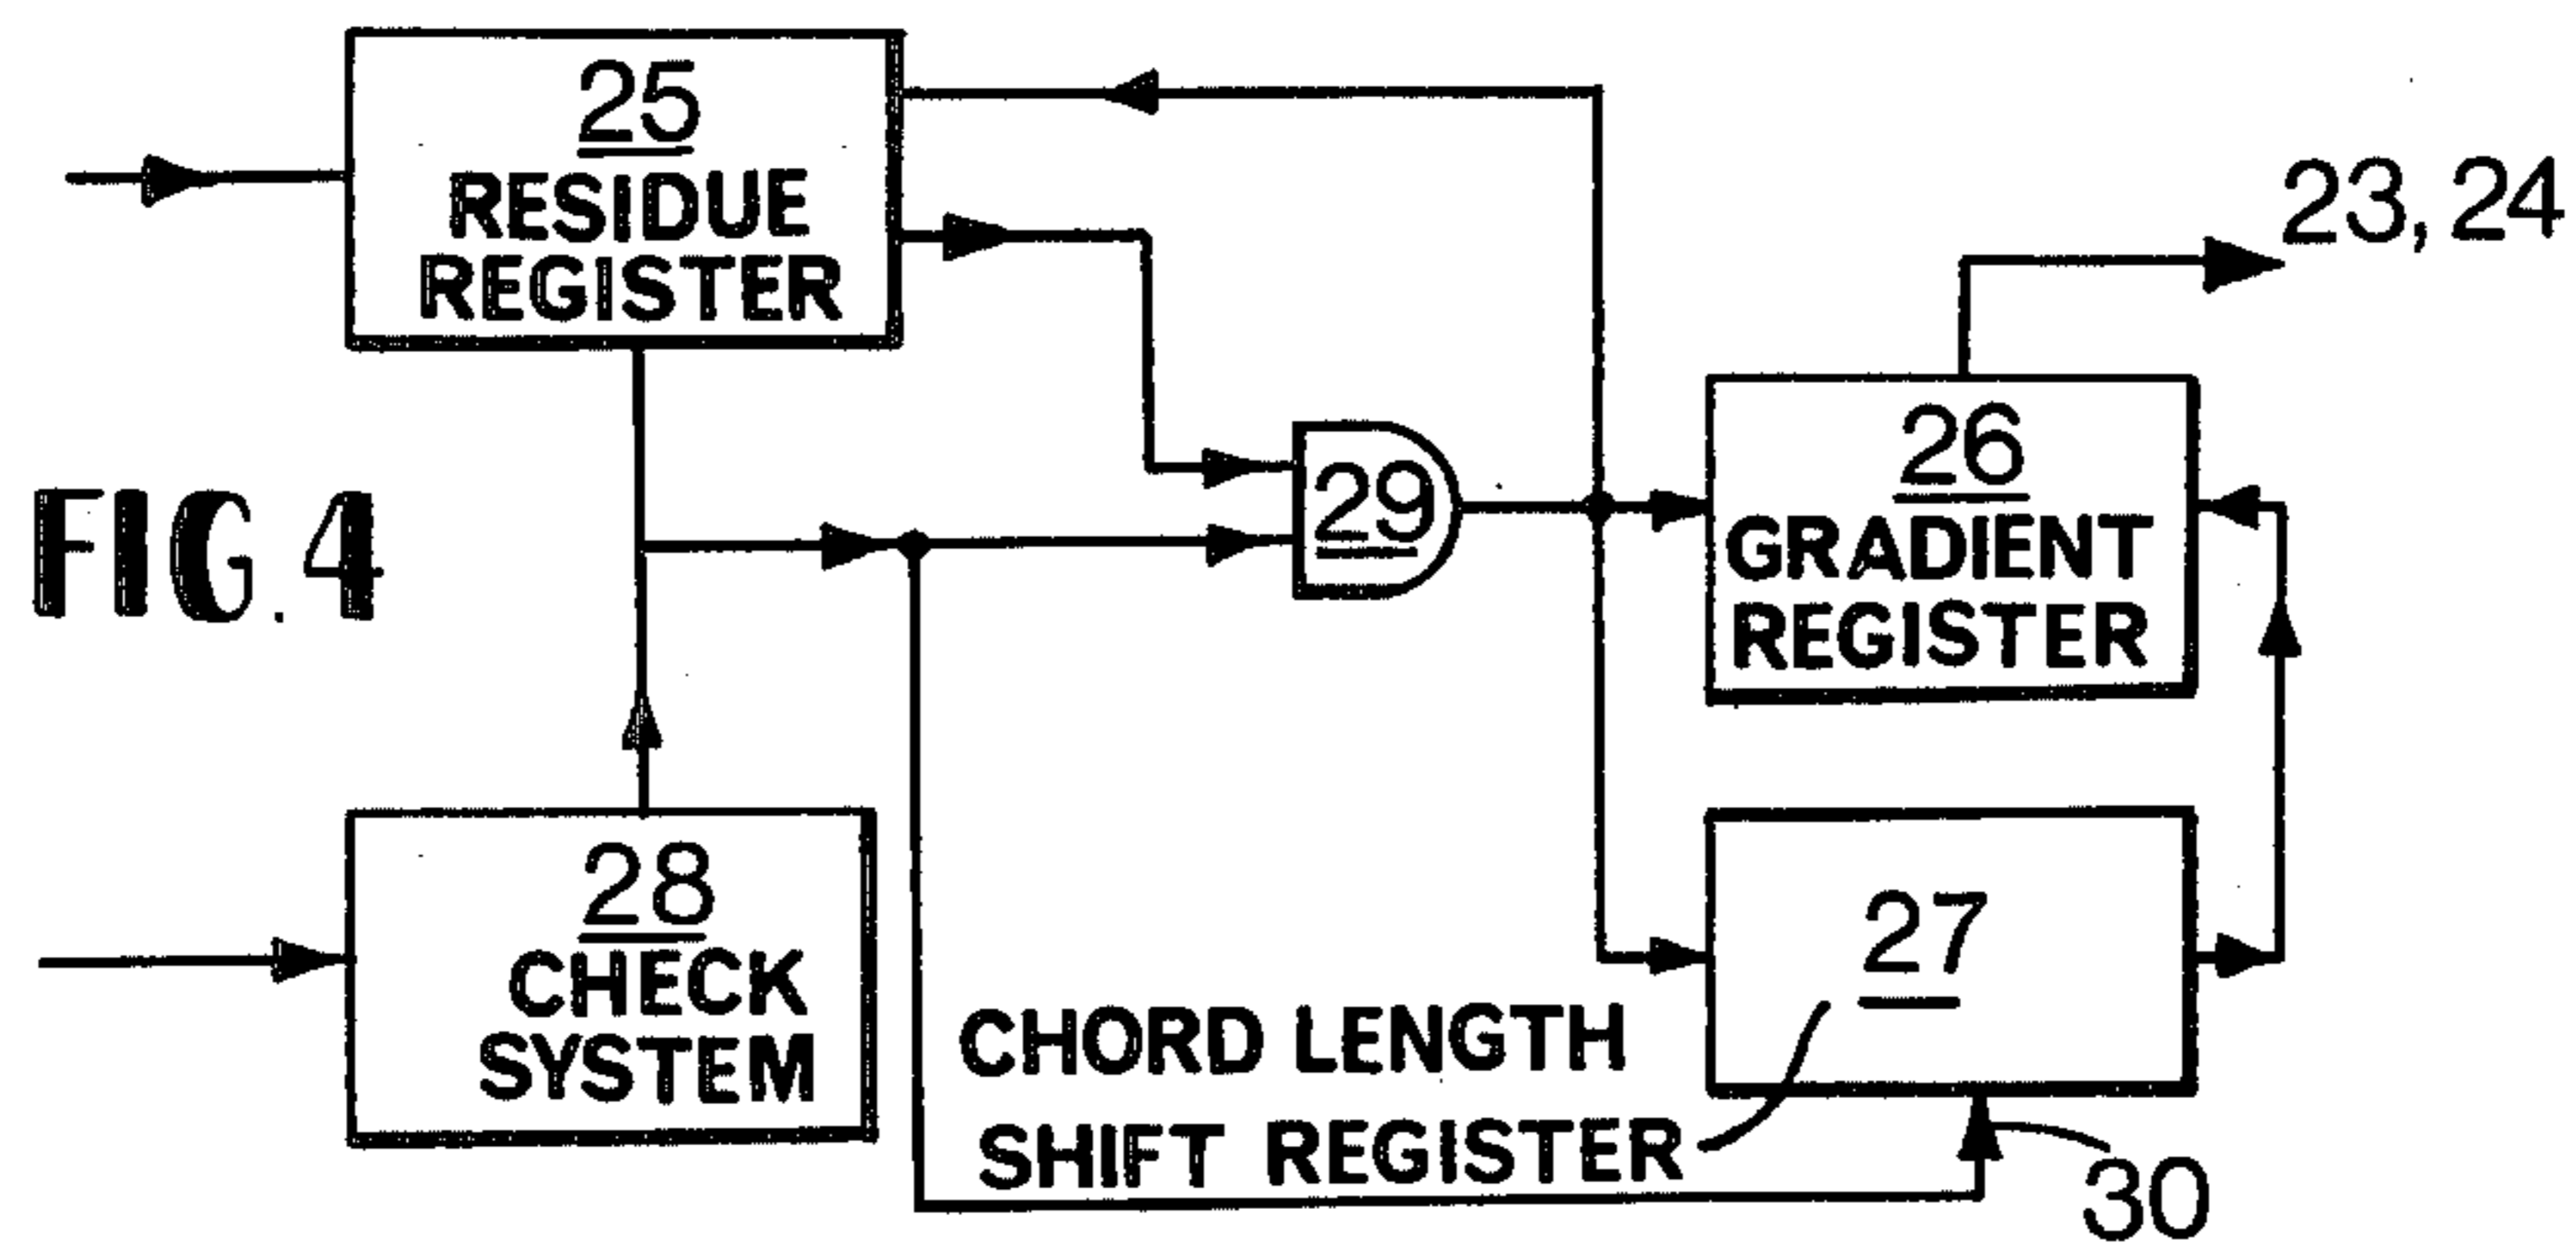 25
RESIDUE
REGISTER
23, 24
29
26
GRADIENT
REGISTER
FIG. 4
28
CHECK
SYSTEM
27
CHORD LENGTH
SHIFT REGISTER
30